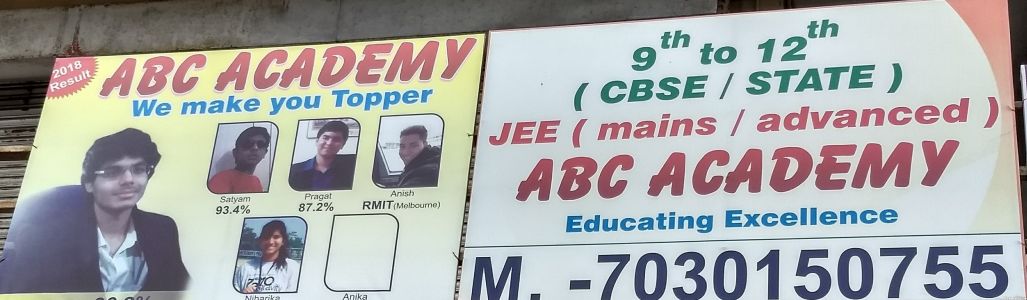 2018
Result
ABC ACADEMY
We make you Topper
Satyam
93.4%
Pragat
87.2%
Anish
RMIT (Melbourne)
Niharika
Anika
9th to 12th
( CBSE / STATE )
JEE ( mains / advanced )
ABC ACADEMY
Educating Excellence
M. -7030150755